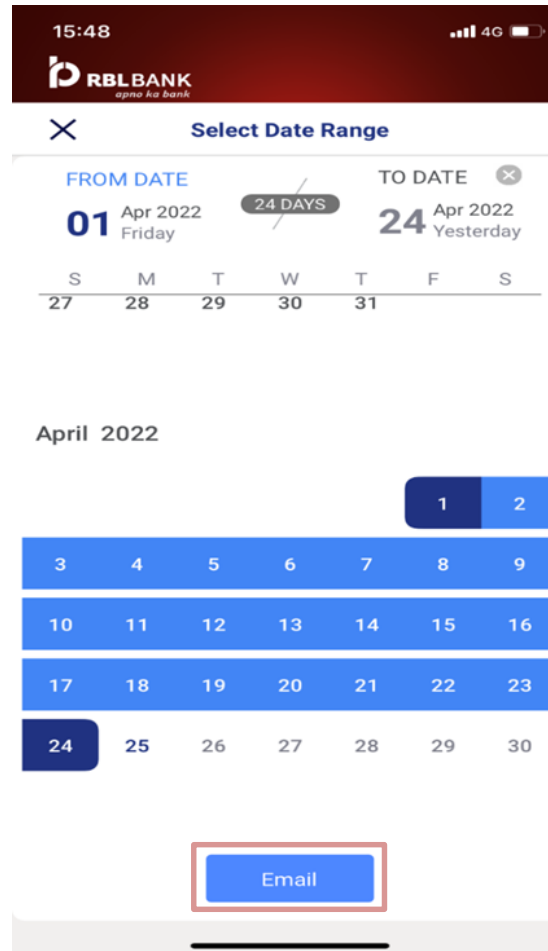 15:48 4G
RBLBANK
apno ka bank
Select Date Range
FROM DATE
01 Apr 2022
Friday
24 DAYS
TO DATE
24 Apr 2022
Yesterday
S M T W T F S
27 28 29 30 31
April 2022
1 2
3 4 5 6 7 8 9
10 11 12 13 14 15 16
17 18 19 20 21 22 23
24 25 26 27 28 29 30
Email